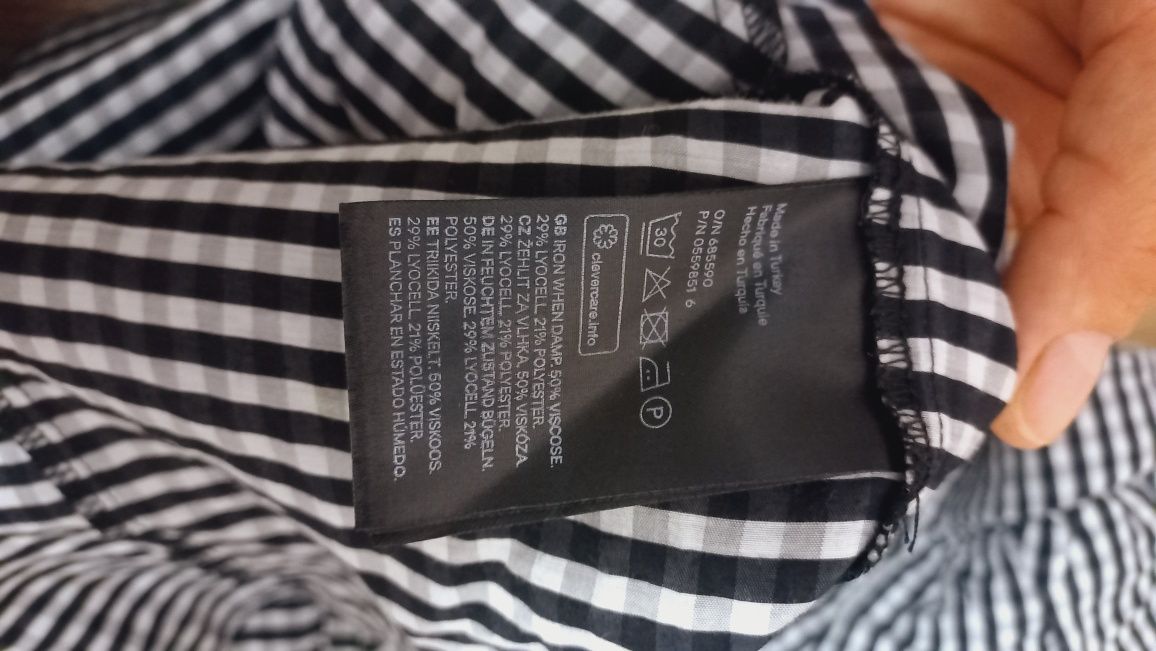 Made in Turkey
Fabriqué en Turquie
Hecho en Turquía
O/N 685590
P/N 0559851 6
30
P
clevercare.info
GB IRON WHEN DAMP. 50% VISCOSE.
29% LYOCELL. 21% POLYESTER.
CZ ŽEHLIT ZA VLHKA. 50% VISKÓZA.
29% LYOCELL. 21% POLYESTER.
DE IN FEUCHTEM ZUSTAND BÜGELN.
50% VISKOSE. 29% LYOCELL. 21%
POLYESTER.
EE TRIIKIDA NIISKELT. 50% VISKOOS.
29% LYOCELL. 21% POLÜESTER.
ES PLANCHAR EN ESTADO HÚMEDO.